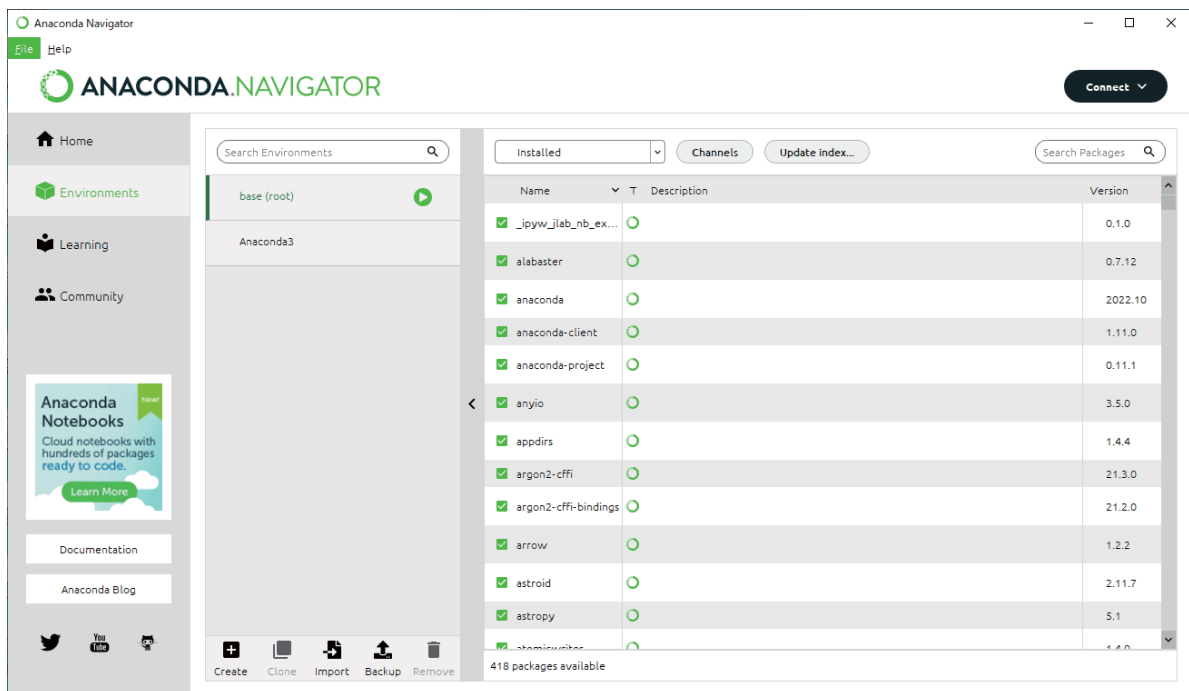 Anaconda Navigator
File Help
ANACONDA.NAVIGATOR
Connect
Home
Environments
Learning
Community
New!
Anaconda
Notebooks
Cloud notebooks with
hundreds of packages
ready to code.
Learn More
Documentation
Anaconda Blog
You
Tube
Search Environments
base (root)
Anaconda3
Create Clone Import Backup Remove
Installed Channels Update index... Search Packages
Name T Description Version
_ipyw_jlab_nb_ex... 0.1.0
alabaster 0.7.12
anaconda 2022.10
anaconda-client 1.11.0
anaconda-project 0.11.1
anyio 3.5.0
appdirs 1.4.4
argon2-cffi 21.3.0
argon2-cffi-bindings 21.2.0
arrow 1.2.2
astroid 2.11.7
astropy 5.1
atomicwrites 1.4.0
418 packages available